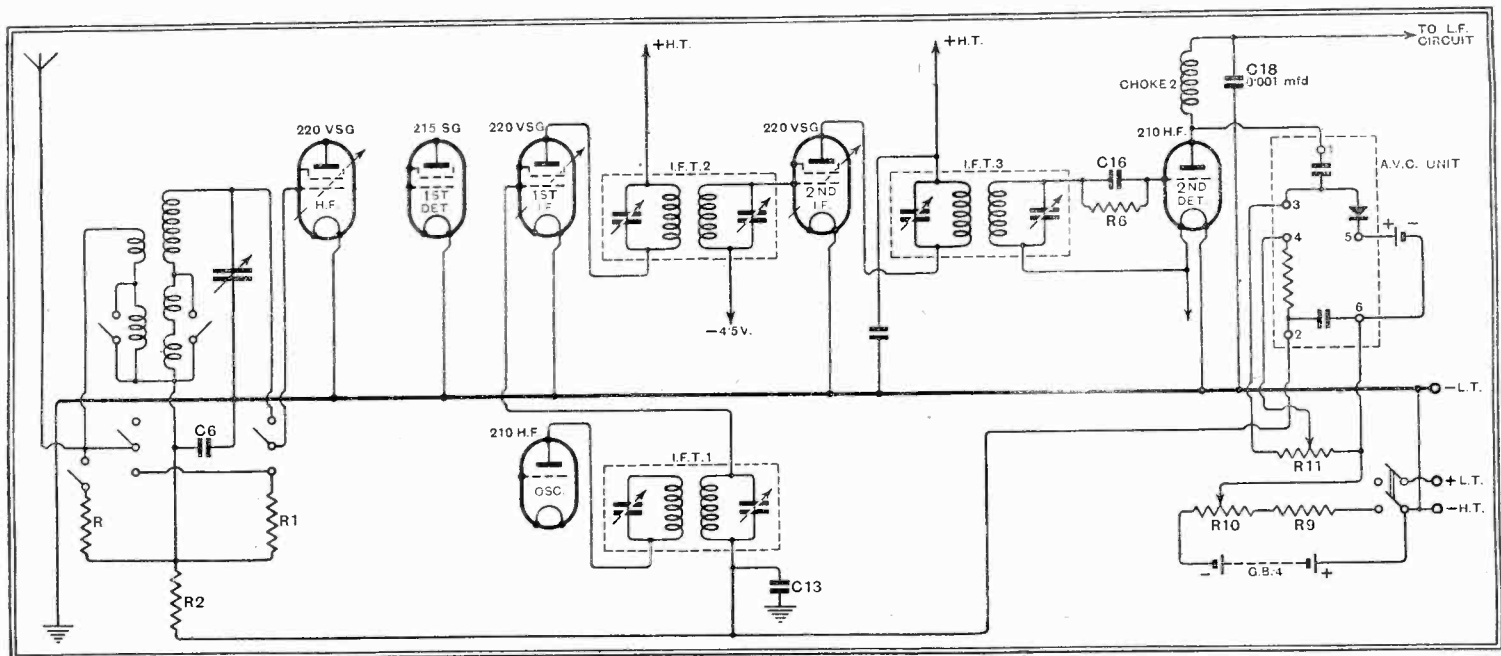 TO L.F.
CIRCUIT
+H.T.
+H.T.
CHOKE 2
C18
0.001 mfd
220 VSG
215 SG
220 VSG
220 VSG
210 H.F.
I.F.T.2
I.F.T.3
C16
R6
A.V.C. UNIT
1
H.F.
1ST
DET.
1ST
I.F.
2ND
I.F.
2ND
DET.
3
4
5
+
-
2
6
-4.5V.
-L.T.
C6
210 H.F.
I.F.T.1
OSC.
R11
+L.T.
-H.T.
R
R1
R10
R9
-
G.B.4
+
R2
C13